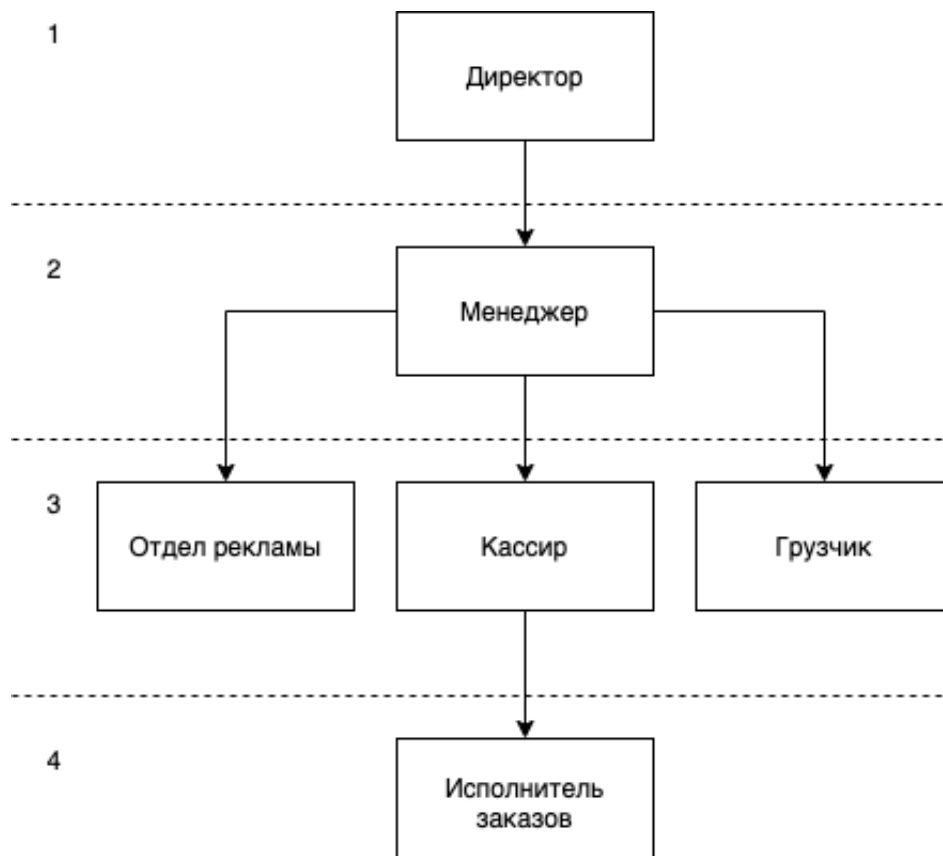 1
Директор
2
Менеджер
3
Отдел рекламы
Кассир
Грузчик
4
Исполнитель
заказов